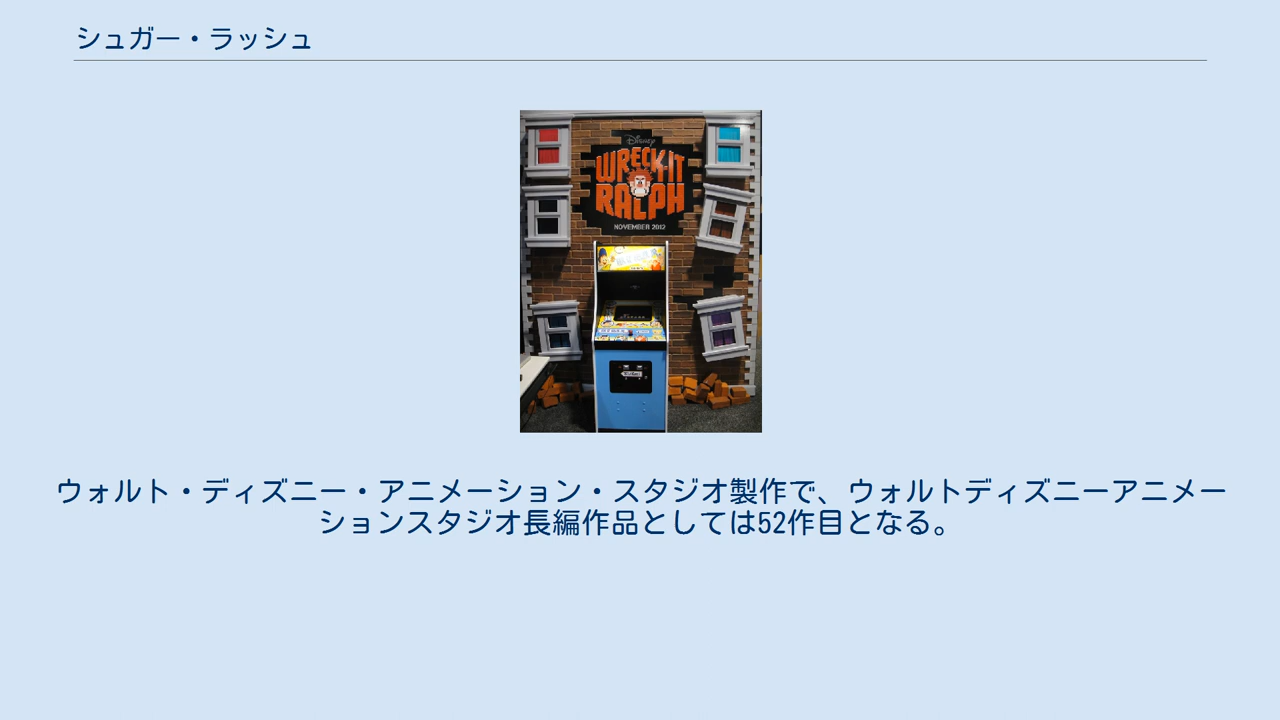 シュガー・ラッシュ
Disney
WRECK-IT
RALPH
NOVEMBER 2012
ウォルト・ディズニー・アニメーション・スタジオ製作で、ウォルトディズニーアニメー
ションスタジオ長編作品としては52作目となる。